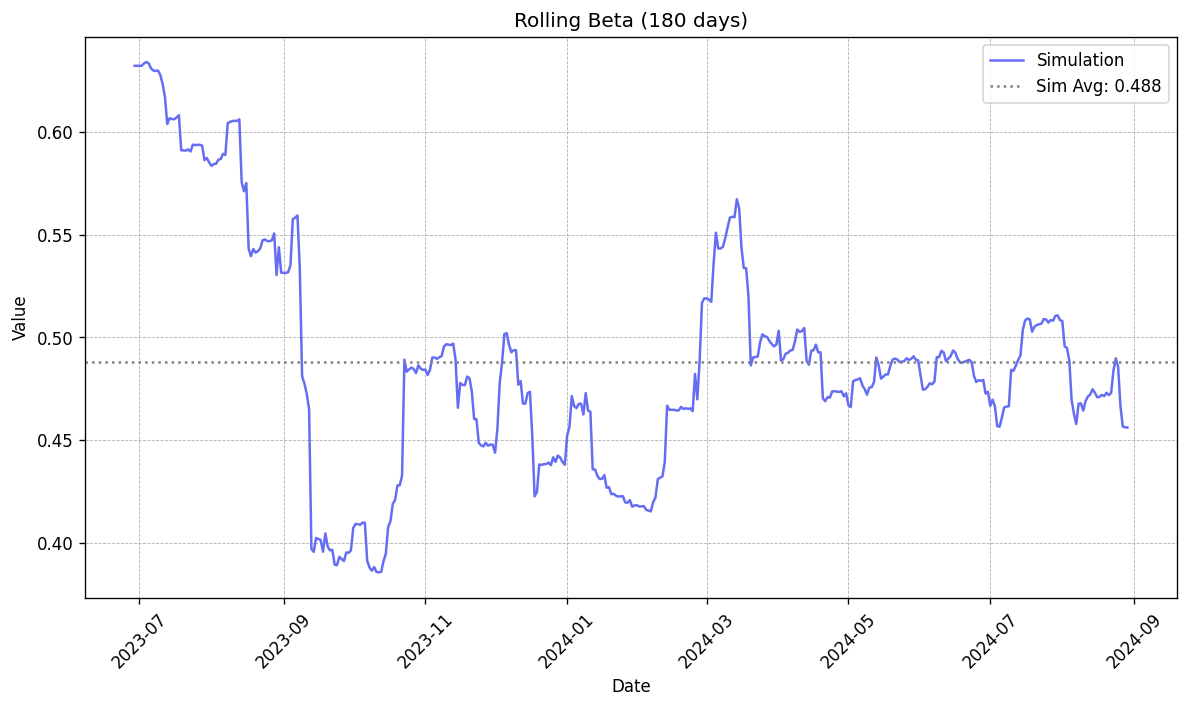 Rolling Beta (180 days)
Simulation
Sim Avg: 0.488
Value
0.60
0.55
0.50
0.45
0.40
2023-07
2023-09
2023-11
2024-01
2024-03
2024-05
2024-07
2024-09
Date